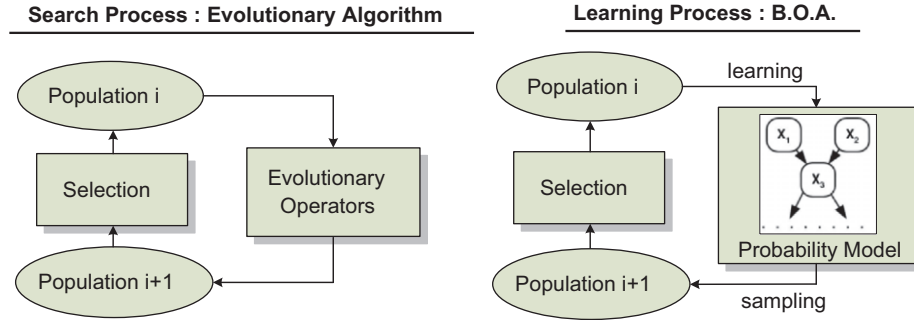 Search Process : Evolutionary Algorithm
Population i
Selection
Evolutionary
Operators
Population i+1
Learning Process : B.O.A.
Population i
learning
X1
X2
X3
Selection
Probability Model
Population i+1
sampling